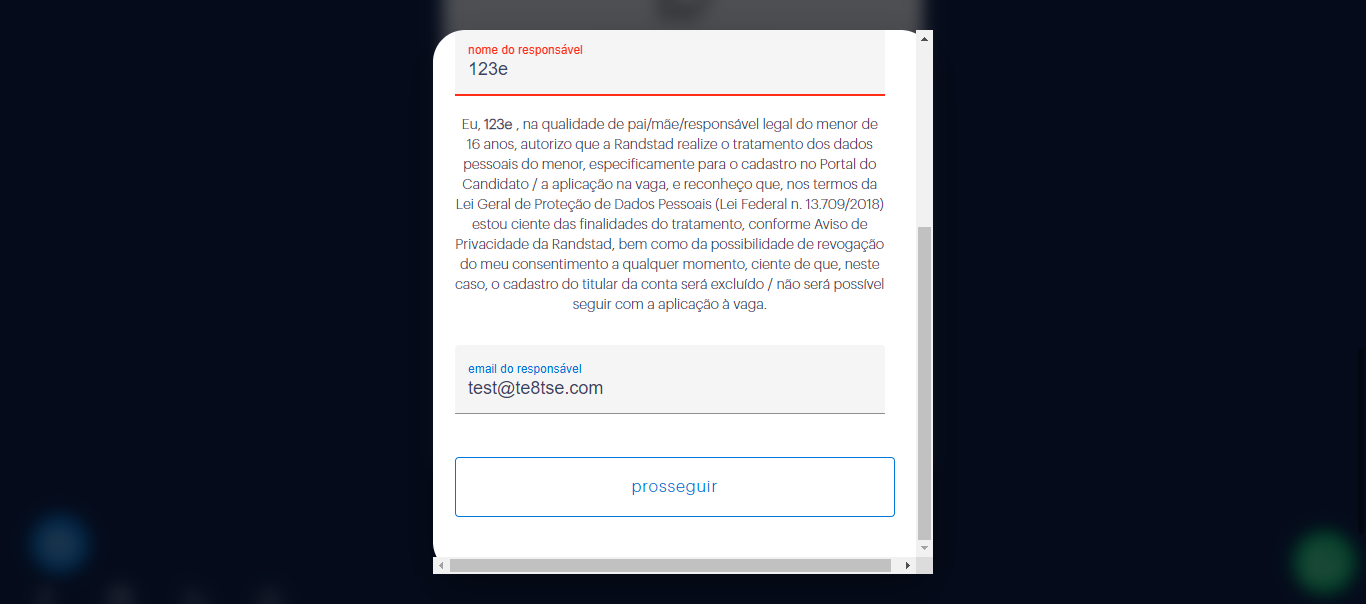 nome do responsável
123e
Eu, 123e , na qualidade de pai/mãe/responsável legal do menor de
16 anos, autorizo que a Randstad realize o tratamento dos dados
pessoais do menor, especificamente para o cadastro no Portal do
Candidato / a aplicação na vaga, e reconheço que, nos termos da
Lei Geral de Proteção de Dados Pessoais (Lei Federal n. 13.709/2018)
estou ciente das finalidades do tratamento, conforme Aviso de
Privacidade da Randstad, bem como da possibilidade de revogação
do meu consentimento a qualquer momento, ciente de que, neste
caso, o cadastro do titular da conta será excluído / não será possível
seguir com a aplicação à vaga.
email do responsável
test@te8tse.com
prosseguir